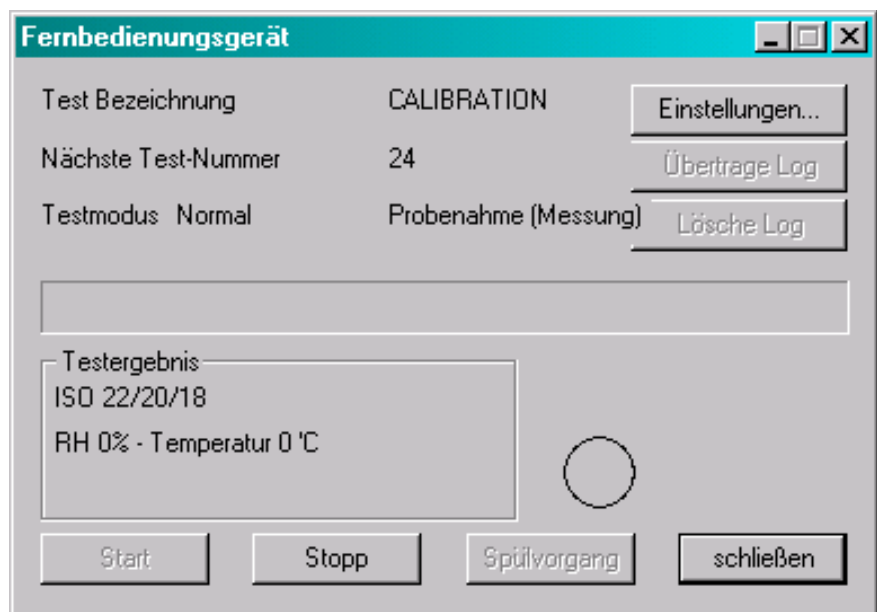 Fernbedienungsgerät
Test Bezeichnung CALIBRATION Einstellungen...
Nächste Test-Nummer 24 Übertrage Log
Testmodus Normal Probenahme (Messung) Lösche Log
Testergebnis
ISO 22/20/18
RH 0% - Temperatur 0 'C
Start Stopp Spülvorgang schließen